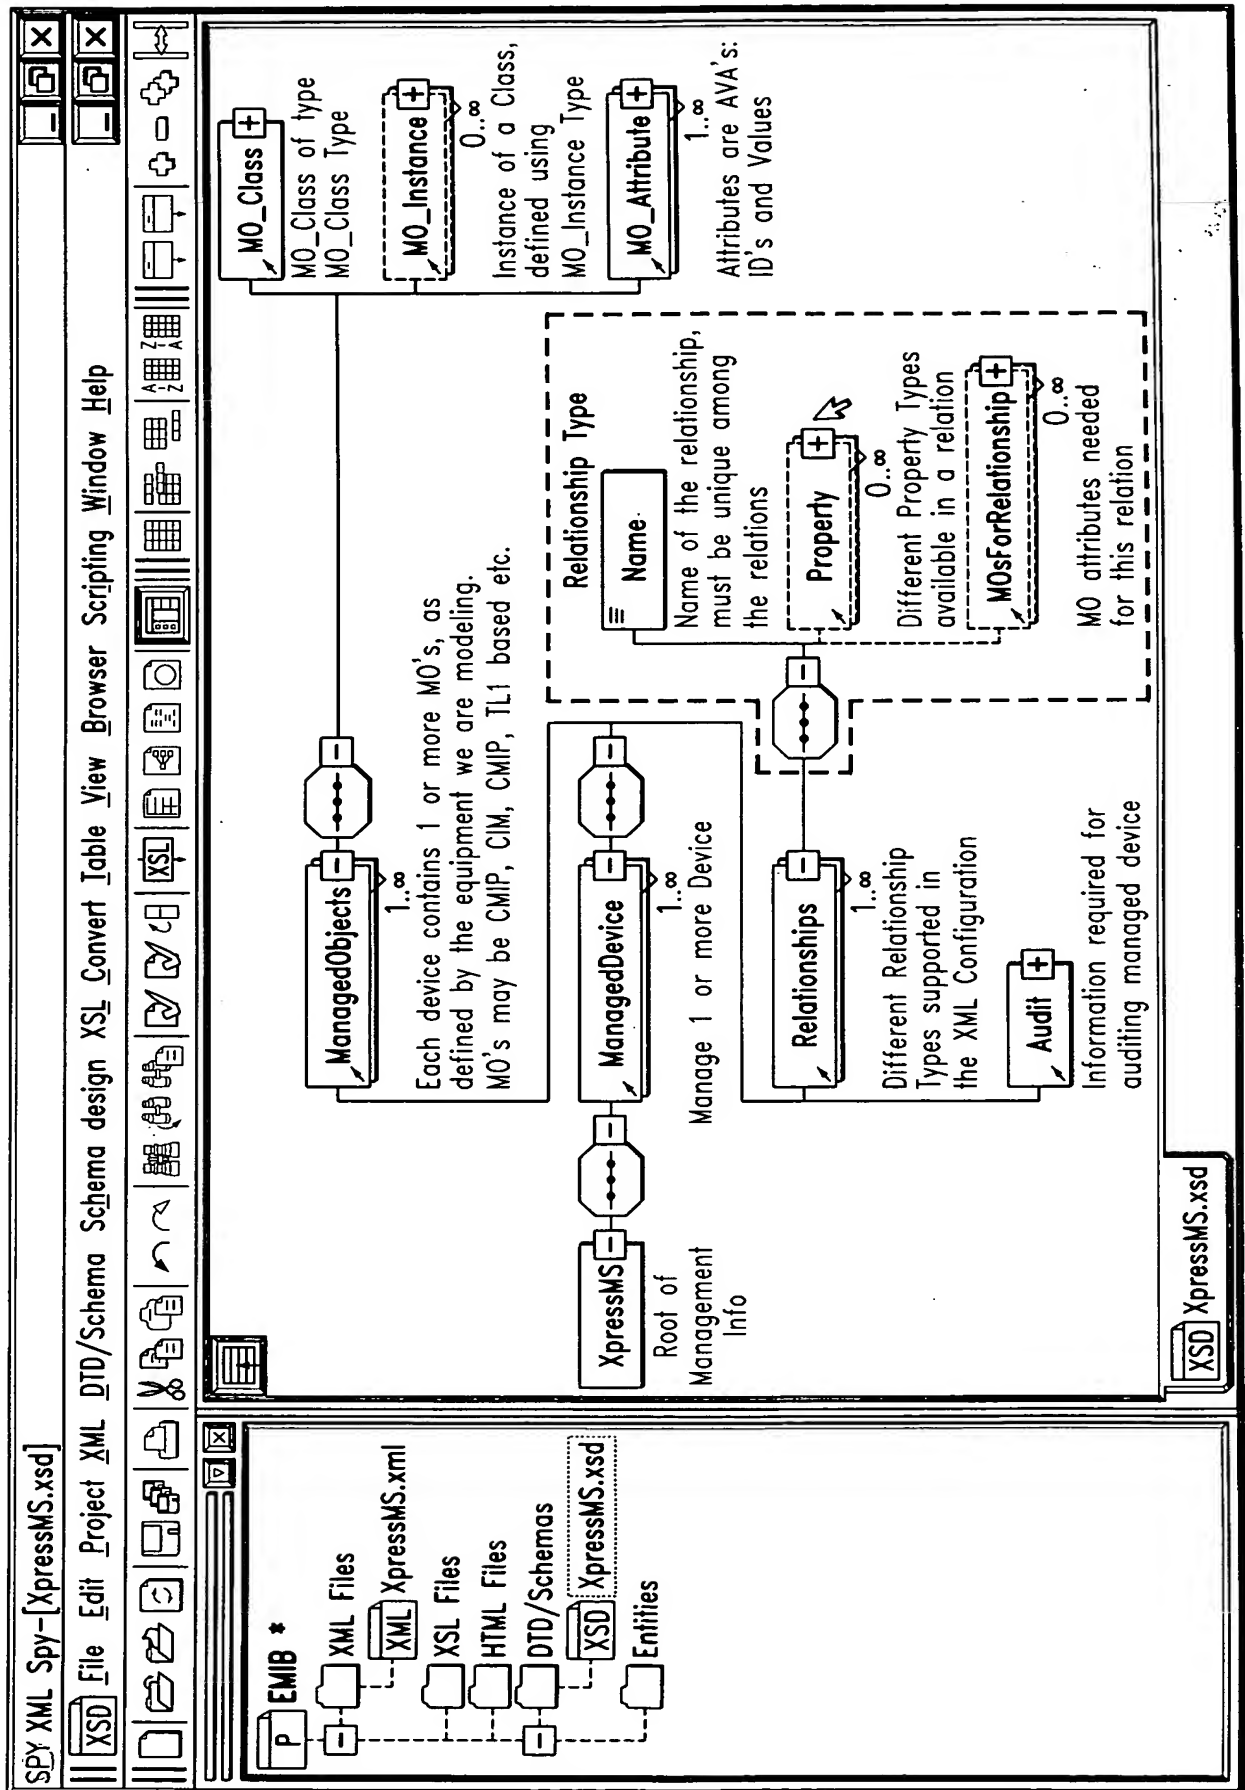 SPY XML Spy-[XpressMS.xsd]
XSD File Edit Project XML DTD/Schema Schema design XSL Convert Table View Browser Scripting Window Help
XSL
A-Z
Z-A
P EMIB *
XML Files
XML XpressMS.xml
XSL Files
HTML Files
DTD/Schemas
XSD XpressMS.xsd
Entities
XpressMS
Root of
Management
Info
ManagedObjects
1..∞
Each device contains 1 or more MO's, as
defined by the equipment we are modeling.
MO's may be CMIP, CIM, CMIP, TL1 based etc.
ManagedDevice
1..∞
Manage 1 or more Device
Relationships
1..∞
Different Relationship
Types supported in
the XML Configuration
Audit
Information required for
auditing managed device
MO_Class
MO_Class of type
MO_Class Type
MO_Instance
0..∞
Instance of a Class,
defined using
MO_Instance Type
MO_Attribute
1..∞
Attributes are AVA's:
ID's and Values
Relationship Type
Name
Name of the relationship,
must be unique among
the relations
Property
0..∞
Different Property Types
available in a relation
MOsForRelationship
0..∞
MO attributes needed
for this relation
XSD XpressMS.xsd